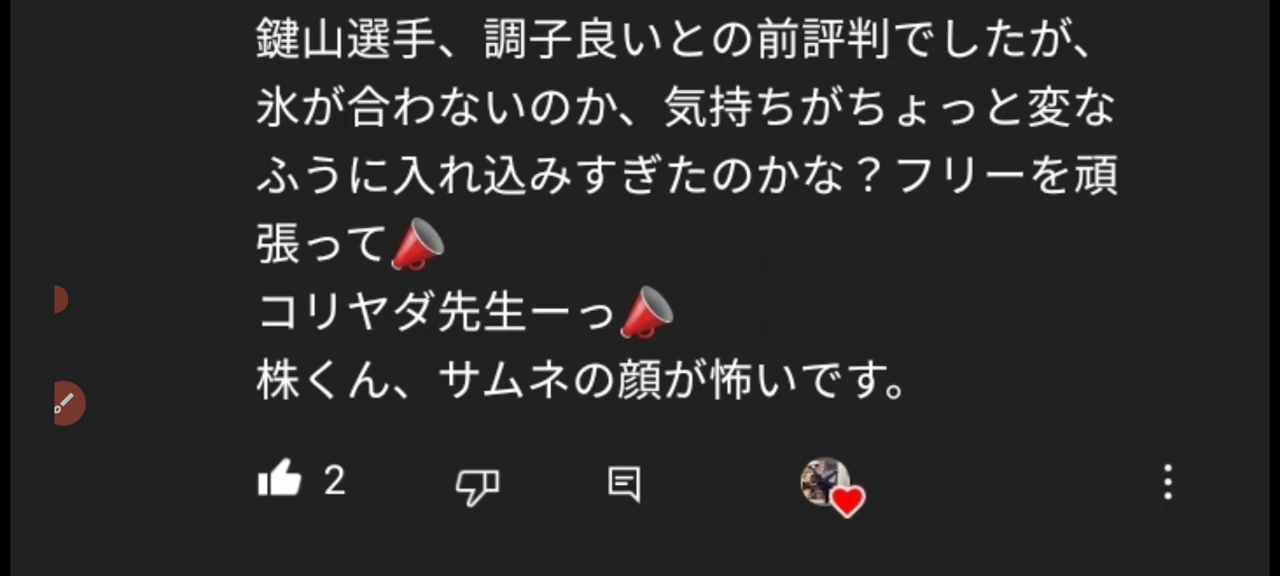 鍵山選手、調子良いとの前評判でしたが、
氷が合わないのか、気持ちがちょっと変な
ふうに入れ込みすぎたのかな？フリーを頑
張って📣
コリヤダ先生ーっ📣
株くん、サムネの顔が怖いです。
2